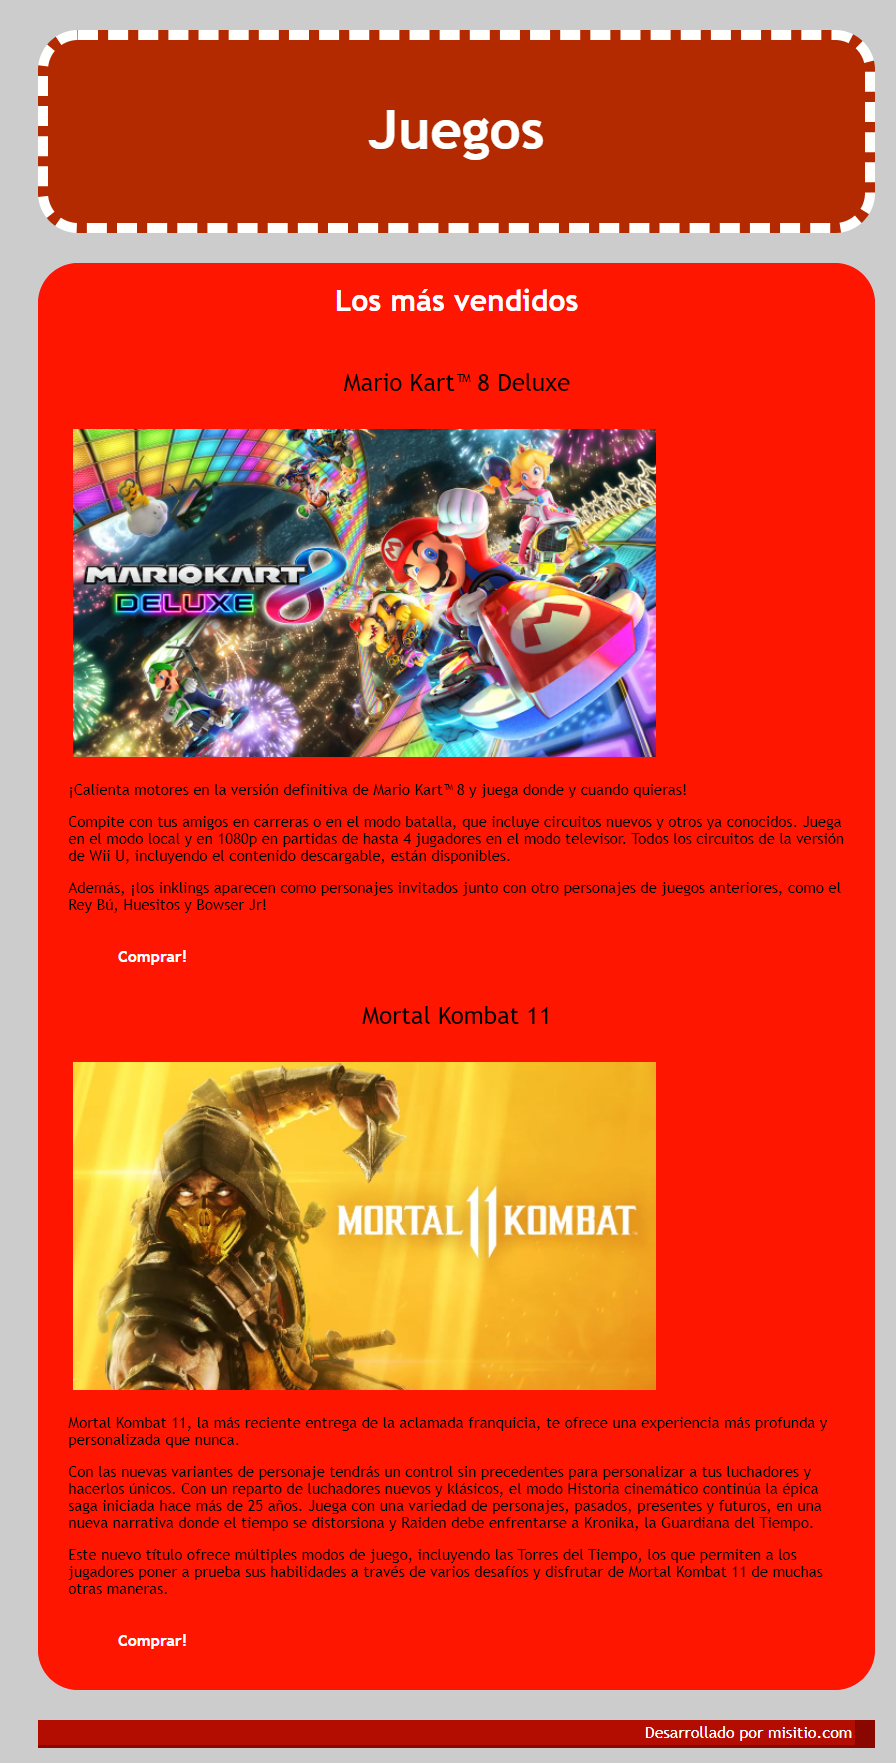 Juegos
Los más vendidos
Mario Kart™ 8 Deluxe
MARIOKART 8
DELUXE
¡Calienta motores en la versión definitiva de Mario Kart™ 8 y juega donde y cuando quieras!
Compite con tus amigos en carreras o en el modo batalla, que incluye circuitos nuevos y otros ya conocidos. Juega
en el modo local y en 1080p en partidas de hasta 4 jugadores en el modo televisor. Todos los circuitos de la versión
de Wii U, incluyendo el contenido descargable, están disponibles.
Además, ¡los inklings aparecen como personajes invitados junto con otro personajes de juegos anteriores, como el
Rey Bú, Huesitos y Bowser Jr!
Comprar!
Mortal Kombat 11
MORTAL 11 KOMBAT
Mortal Kombat 11, la más reciente entrega de la aclamada franquicia, te ofrece una experiencia más profunda y
personalizada que nunca.
Con las nuevas variantes de personaje tendrás un control sin precedentes para personalizar a tus luchadores y
hacerlos únicos. Con un reparto de luchadores nuevos y klásicos, el modo Historia cinemático continúa la épica
saga iniciada hace más de 25 años. Juega con una variedad de personajes, pasados, presentes y futuros, en una
nueva narrativa donde el tiempo se distorsiona y Raiden debe enfrentarse a Kronika, la Guardiana del Tiempo.
Este nuevo título ofrece múltiples modos de juego, incluyendo las Torres del Tiempo, los que permiten a los
jugadores poner a prueba sus habilidades a través de varios desafíos y disfrutar de Mortal Kombat 11 de muchas
otras maneras.
Comprar!
Desarrollado por misitio.com